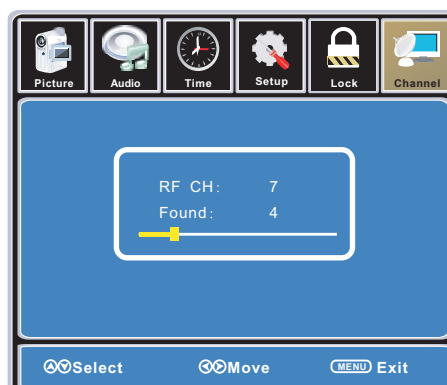 Picture Audio Time Setup Lock Channel
RF CH: 7
Found: 4
Select Move MENU Exit